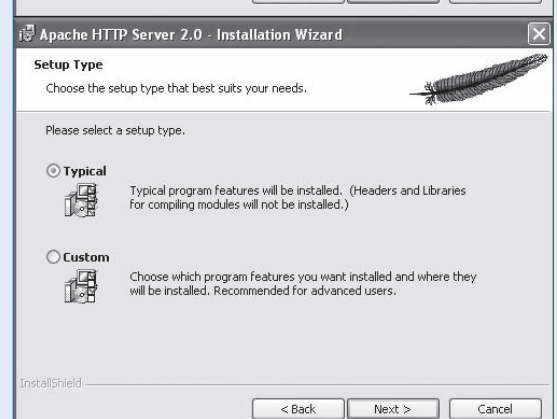 Apache HTTP Server 2.0 - Installation Wizard
Setup Type
Choose the setup type that best suits your needs.
Please select a setup type.
Typical
Typical program features will be installed. (Headers and Libraries
for compiling modules will not be installed.)
Custom
Choose which program features you want installed and where they
will be installed. Recommended for advanced users.
InstallShield
< Back Next > Cancel